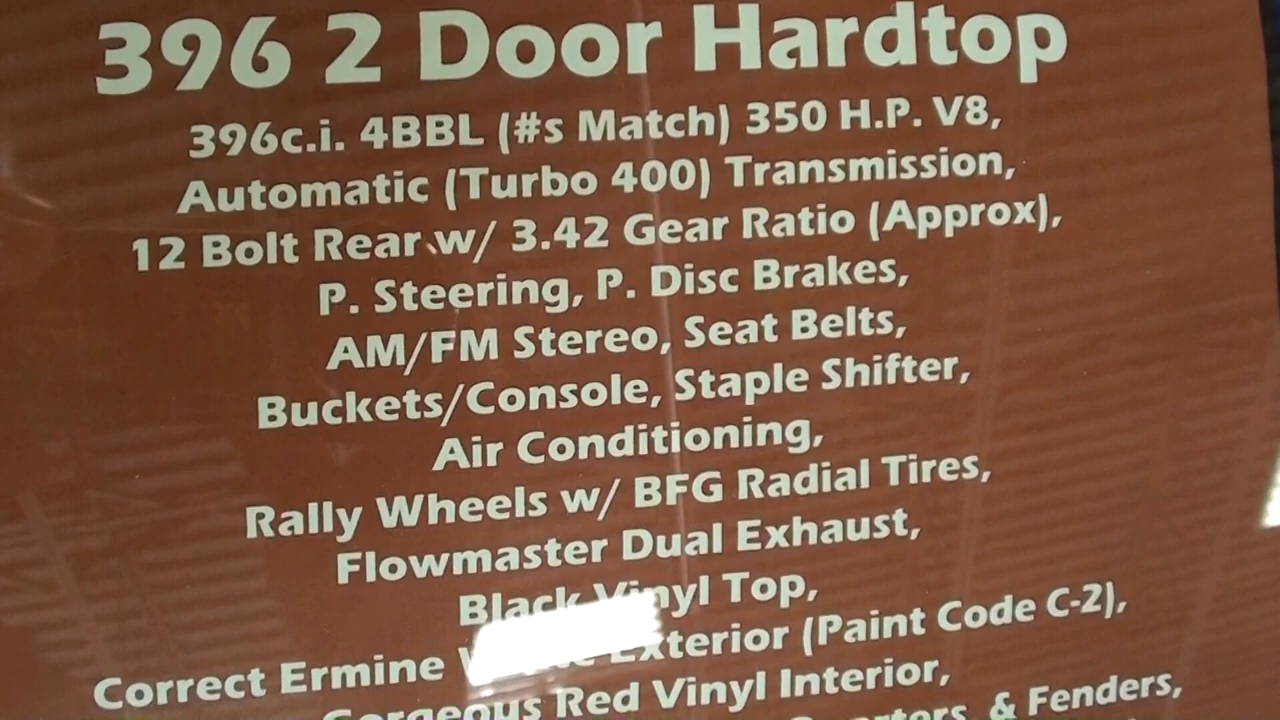 396 2 Door Hardtop
396c.i. 4BBL (#s Match) 350 H.P. V8,
Automatic (Turbo 400) Transmission,
12 Bolt Rear w/ 3.42 Gear Ratio (Approx),
P. Steering, P. Disc Brakes,
AM/FM Stereo, Seat Belts,
Buckets/Console, Staple Shifter,
Air Conditioning,
Rally Wheels w/ BFG Radial Tires,
Flowmaster Dual Exhaust,
Black Vinyl Top,
Correct Ermine White Exterior (Paint Code C-2),
Gorgeous Red Vinyl Interior,
& Fenders,